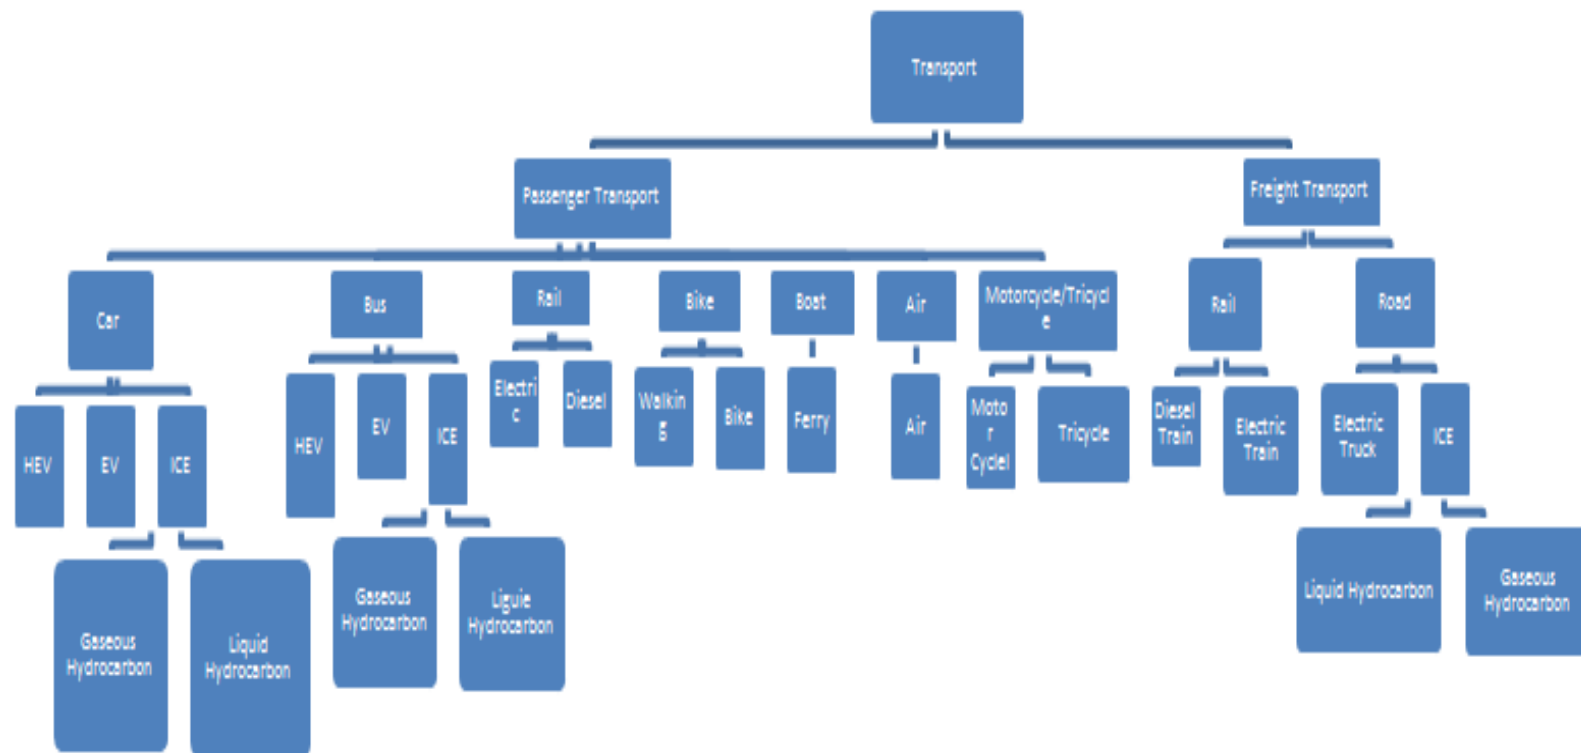 Transport
Passenger Transport
Freight Transport
Car
Bus
Rail
Bike
Boat
Air
Motorcycle/Tricycl
e
Rail
Road
HEV
EV
ICE
HEV
EV
ICE
Electri
c
Diesel
Walkin
g
Bike
Ferry
Air
Moto
r
Cyclel
Tricycle
Diesel
Train
Electric
Train
Electric
Truck
ICE
Gaseous
Hydrocarbon
Liquid
Hydrocarbon
Gaseous
Hydrocarbon
Liguie
Hydrocarbon
Liquid Hydrocarbon
Gaseous
Hydrocarbon